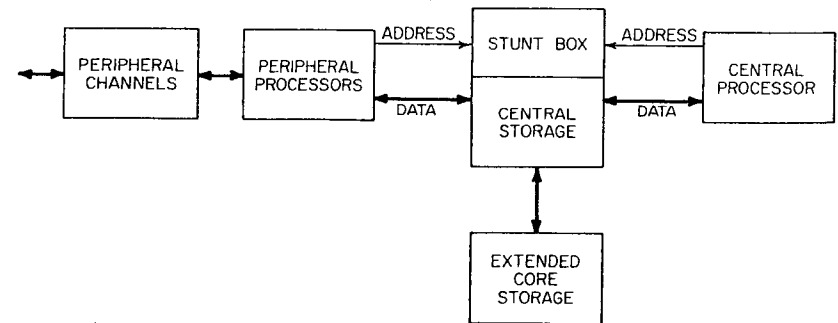 PERIPHERAL
CHANNELS
PERIPHERAL
PROCESSORS
ADDRESS
DATA
STUNT BOX
CENTRAL
STORAGE
ADDRESS
DATA
CENTRAL
PROCESSOR
EXTENDED
CORE
STORAGE